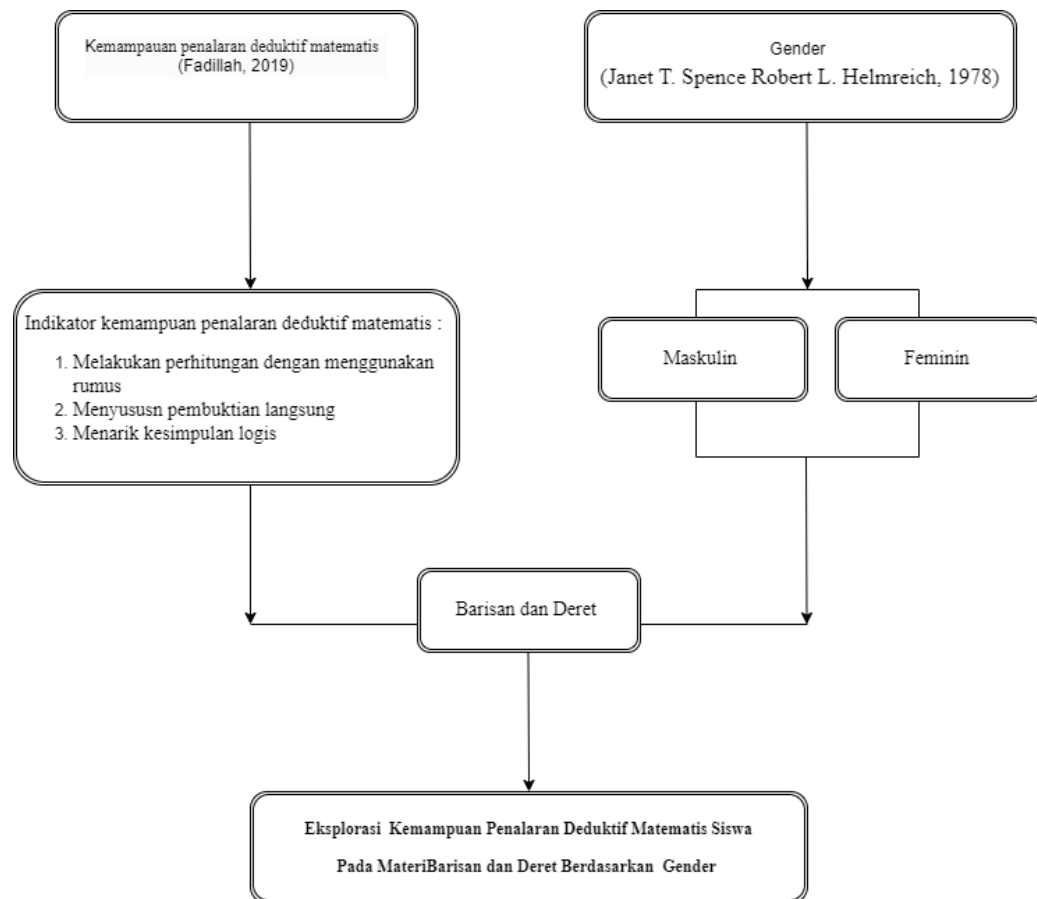 Kemampauan penalaran deduktif matematis
(Fadillah, 2019)
Gender
(Janet T. Spence Robert L. Helmreich, 1978)
Indikator kemampuan penalaran deduktif matematis :
1. Melakukan perhitungan dengan menggunakan
rumus
2. Menyususn pembuktian langsung
3. Menarik kesimpulan logis
Maskulin
Feminin
Barisan dan Deret
Eksplorasi Kemampuan Penalaran Deduktif Matematis Siswa
Pada MateriBarisan dan Deret Berdasarkan Gender